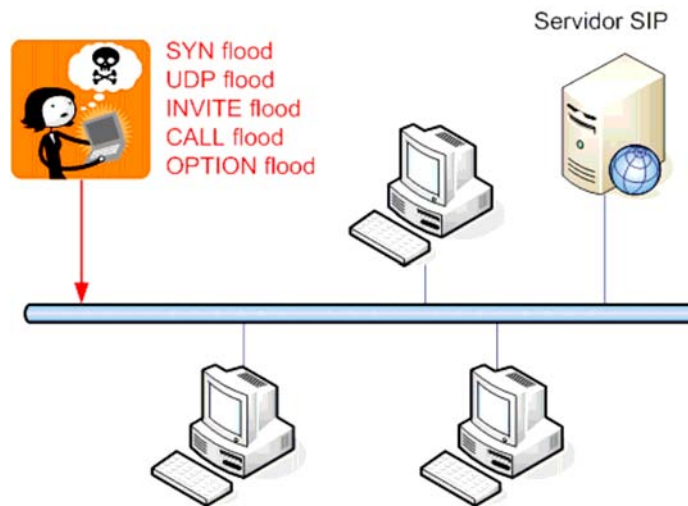 Servidor SIP
SYN flood
UDP flood
INVITE flood
CALL flood
OPTION flood